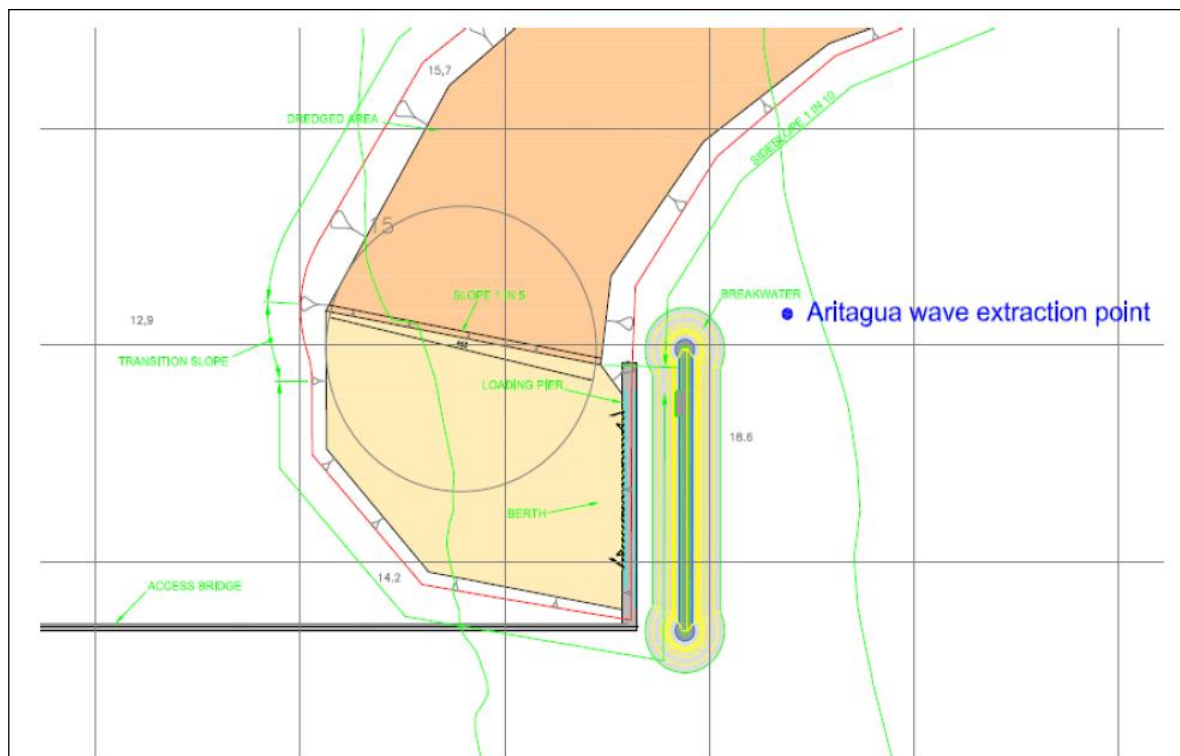 15,7
DREDGED AREA
SIDESLOPE 1 IN 10
15
SLOPE 1 IN 5
BREAKWATER
Aritagua wave extraction point
12,9
TRANSITION SLOPE
LOADING PIER
18.6
BERTH
14.2
ACCESS BRIDGE